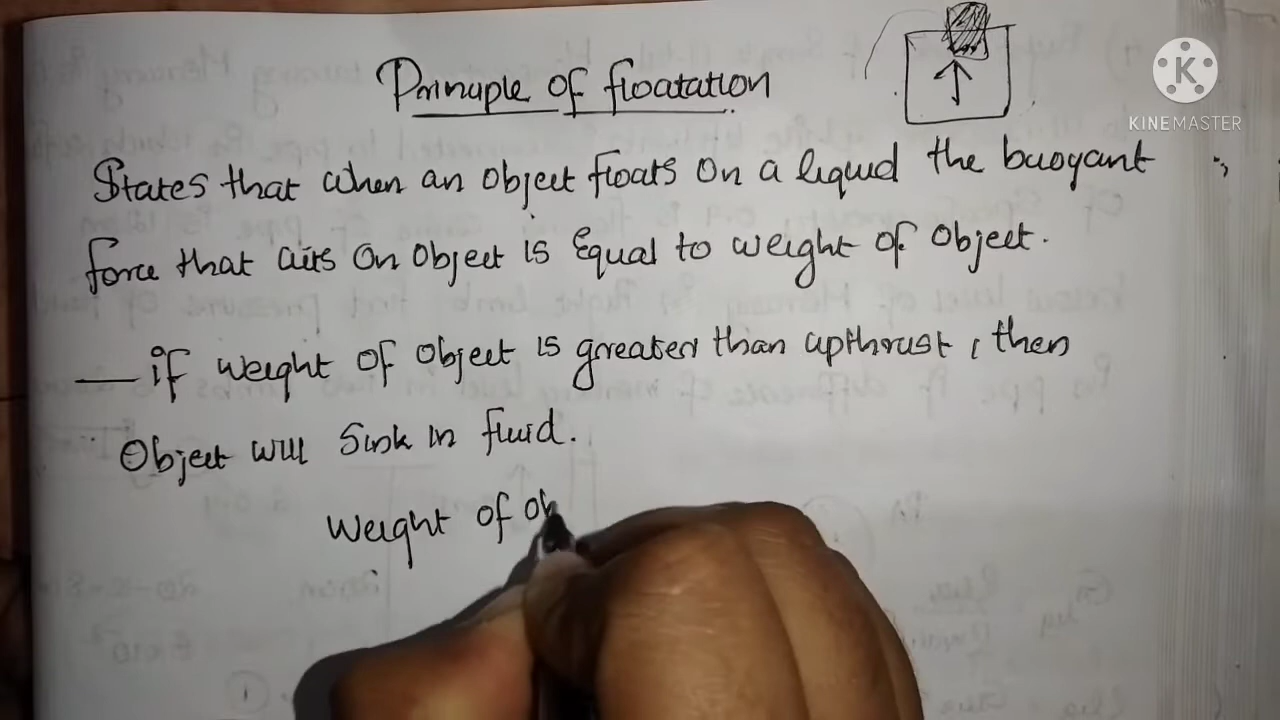 Principle of floatation
KINEMASTER
States that when an object floats on a liquid the buoyant
force that acts on object is Equal to weight of object.
if weight of object is greater than upthrust, then
Object will sink in fluid.
Weight of ob